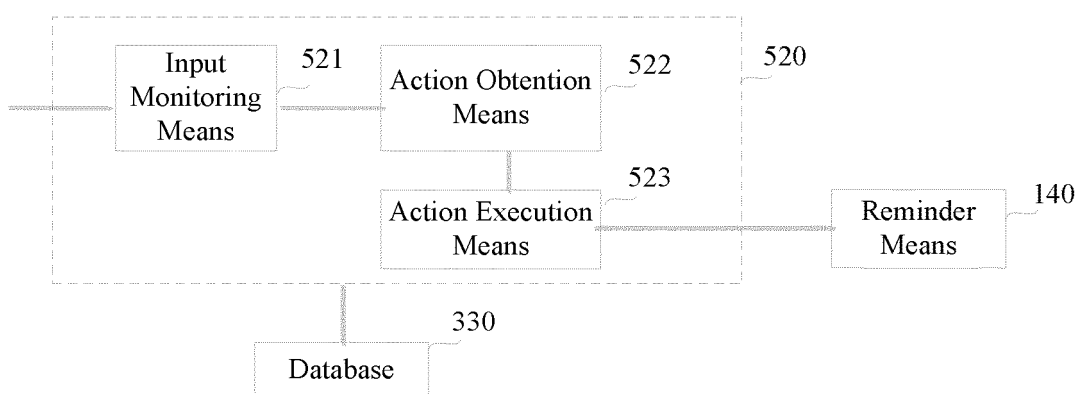 Input
Monitoring
Means
521
Action Obtention
Means
522
520
Action Execution
Means
523
Reminder
Means
140
330
Database